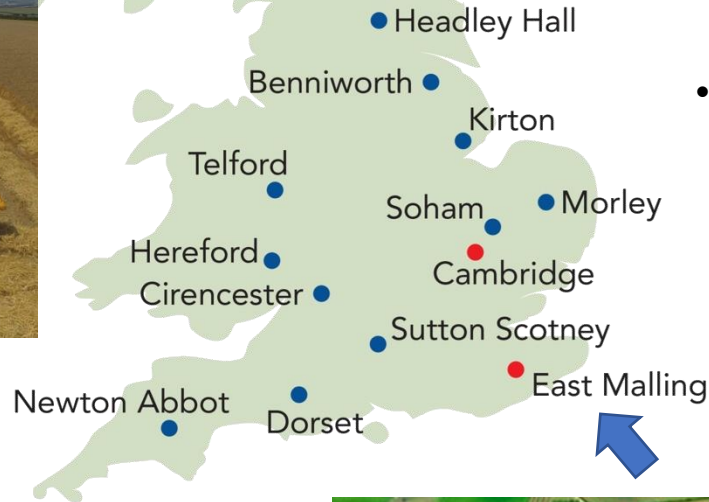 Headley Hall
Benniworth
•
Kirton
Telford
Soham
Morley
Hereford
Cambridge
Cirencester
Sutton Scotney
East Malling
Newton Abbot
Dorset